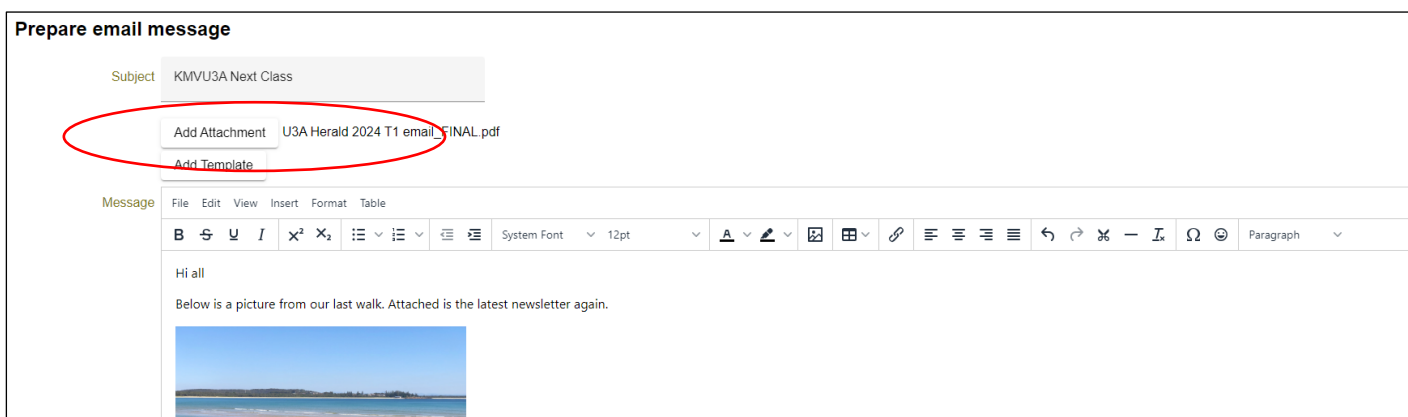 Prepare email message
Subject KMVU3A Next Class
Add Attachment U3A Herald 2024 T1 email_FINAL.pdf
Add Template
Message File Edit View Insert Format Table
B S U I X² X₂ System Font 12pt A Ω Paragraph
Hi all
Below is a picture from our last walk. Attached is the latest newsletter again.